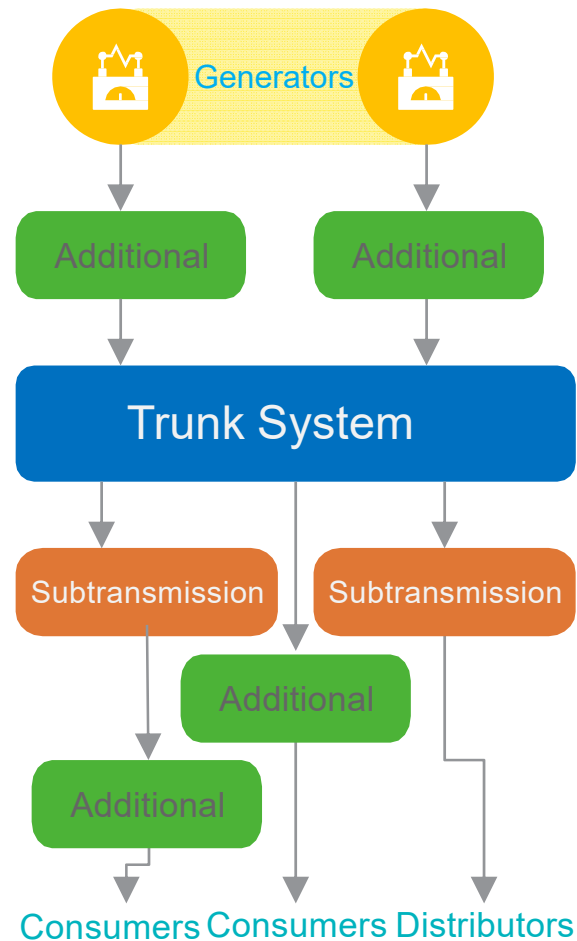 Generators
Additional
Additional
Trunk System
Subtransmission
Subtransmission
Additional
Additional
Consumers
Consumers
Distributors